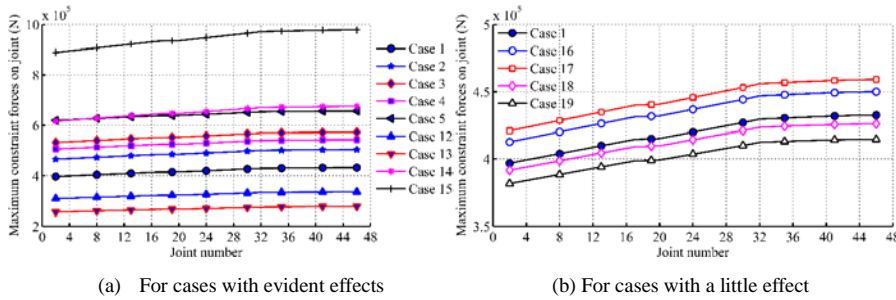 Maximum constraint forces on joint (N)
x 10⁵
10
8
6
4
2
0 4 8 12 16 20 24 28 32 36 40 44 48
Joint number
Case 1
Case 2
Case 3
Case 4
Case 5
Case 12
Case 13
Case 14
Case 15
(a) For cases with evident effects
Maximum constraint forces on joint (N)
x 10⁵
5
4.5
4
3.5
0 4 8 12 16 20 24 28 32 36 40 44 48
Joint number
Case 1
Case 16
Case 17
Case 18
Case 19
(b) For cases with a little effect